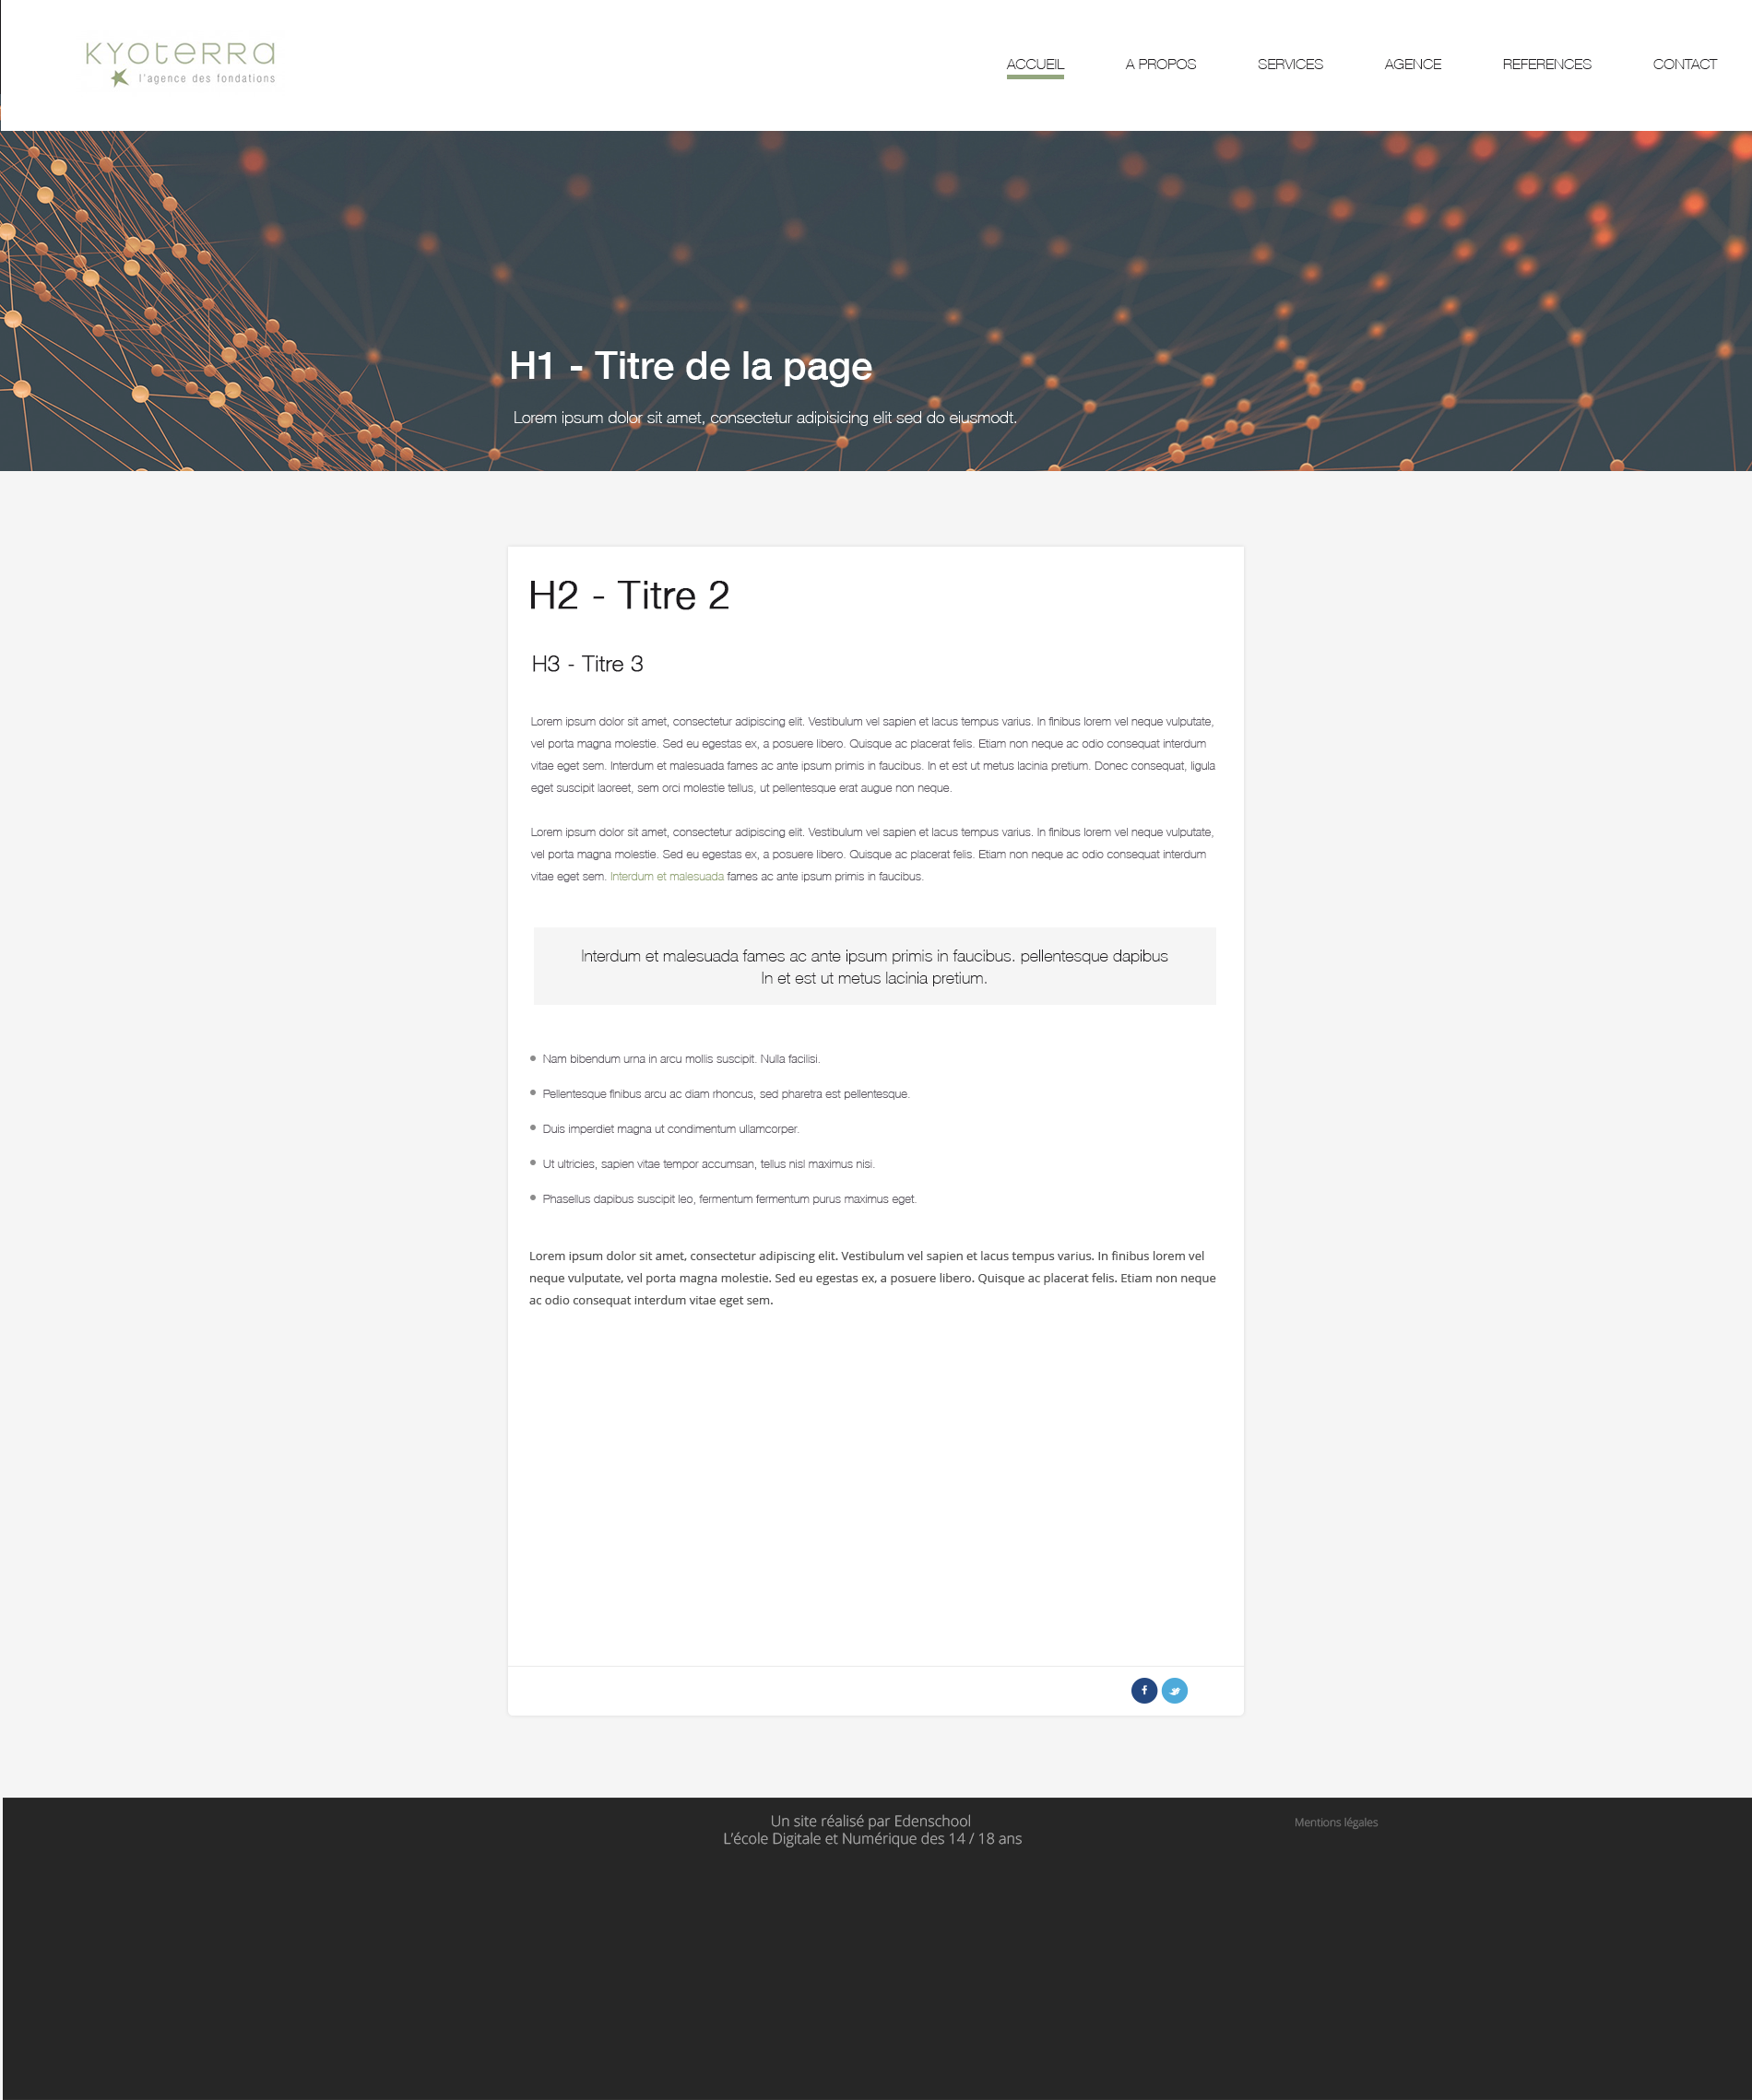 KYOTERRA
l'agence des fondations
ACCUEIL A PROPOS SERVICES AGENCE REFERENCES CONTACT
H1 - Titre de la page
Lorem ipsum dolor sit amet, consectetur adipisicing elit sed do eiusmodt.
H2 - Titre 2
H3 - Titre 3
Lorem ipsum dolor sit amet, consectetur adipiscing elit. Vestibulum vel sapien et lacus tempus varius. In finibus lorem vel neque vulputate,
vel porta magna molestie. Sed eu egestas ex, a posuere libero. Quisque ac placerat felis. Etiam non neque ac odio consequat interdum
vitae eget sem. Interdum et malesuada fames ac ante ipsum primis in faucibus. In et est ut metus lacinia pretium. Donec consequat, ligula
eget suscipit laoreet, sem orci molestie tellus, ut pellentesque erat augue non neque.
Lorem ipsum dolor sit amet, consectetur adipiscing elit. Vestibulum vel sapien et lacus tempus varius. In finibus lorem vel neque vulputate,
vel porta magna molestie. Sed eu egestas ex, a posuere libero. Quisque ac placerat felis. Etiam non neque ac odio consequat interdum
vitae eget sem. Interdum et malesuada fames ac ante ipsum primis in faucibus.
Interdum et malesuada fames ac ante ipsum primis in faucibus. pellentesque dapibus
In et est ut metus lacinia pretium.
• Nam bibendum urna in arcu mollis suscipit. Nulla facilisi.
• Pellentesque finibus arcu ac diam rhoncus, sed pharetra est pellentesque.
• Duis imperdiet magna ut condimentum ullamcorper.
• Ut ultricies, sapien vitae tempor accumsan, tellus nisl maximus nisi.
• Phasellus dapibus suscipit leo, fermentum fermentum purus maximus eget.
Lorem ipsum dolor sit amet, consectetur adipiscing elit. Vestibulum vel sapien et lacus tempus varius. In finibus lorem vel
neque vulputate, vel porta magna molestie. Sed eu egestas ex, a posuere libero. Quisque ac placerat felis. Etiam non neque
ac odio consequat interdum vitae eget sem.
f
Un site réalisé par Edenschool
L'école Digitale et Numérique des 14 / 18 ans
Mentions légales